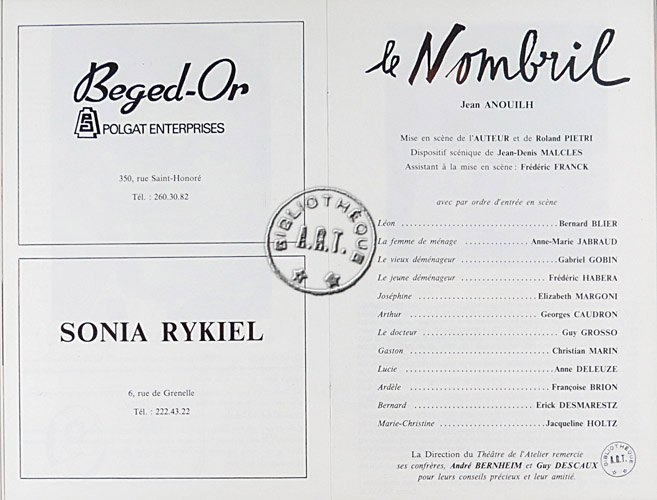 Beged-Or
POLGAT ENTERPRISES
350, rue Saint-Honoré
Tél. : 260.30.82
SONIA RYKIEL
6, rue de Grenelle
Tél. : 222.43.22
BIBLIOTHÈQUE
A.R.T.
le Nombril
Jean ANOUILH
Mise en scène de l'AUTEUR et de Roland PIETRI
Dispositif scénique de Jean-Denis MALCLES
Assistant à la mise en scène : Frédéric FRANCK
avec par ordre d'entrée en scène
Léon ........................................ Bernard BLIER
La femme de ménage ................ Anne-Marie JABRAUD
Le vieux déménageur .......................... Gabriel GOBIN
Le jeune déménageur ....................... Frédéric HABERA
Joséphine .............................. Elizabeth MARGONI
Arthur ................................. Georges CAUDRON
Le docteur .................................. Guy GROSSO
Gaston ................................. Christian MARIN
Lucie ..................................... Anne DELEUZE
Ardèle .................................. Françoise BRION
Bernard ............................. Erick DESMARESTZ
Marie-Christine ......................... Jacqueline HOLTZ
La Direction du Théâtre de l'Atelier remercie
ses confrères, André BERNHEIM et Guy DESCAUX
pour leurs conseils précieux et leur amitié.
BIBLIOTHÈQUE
A.R.T.